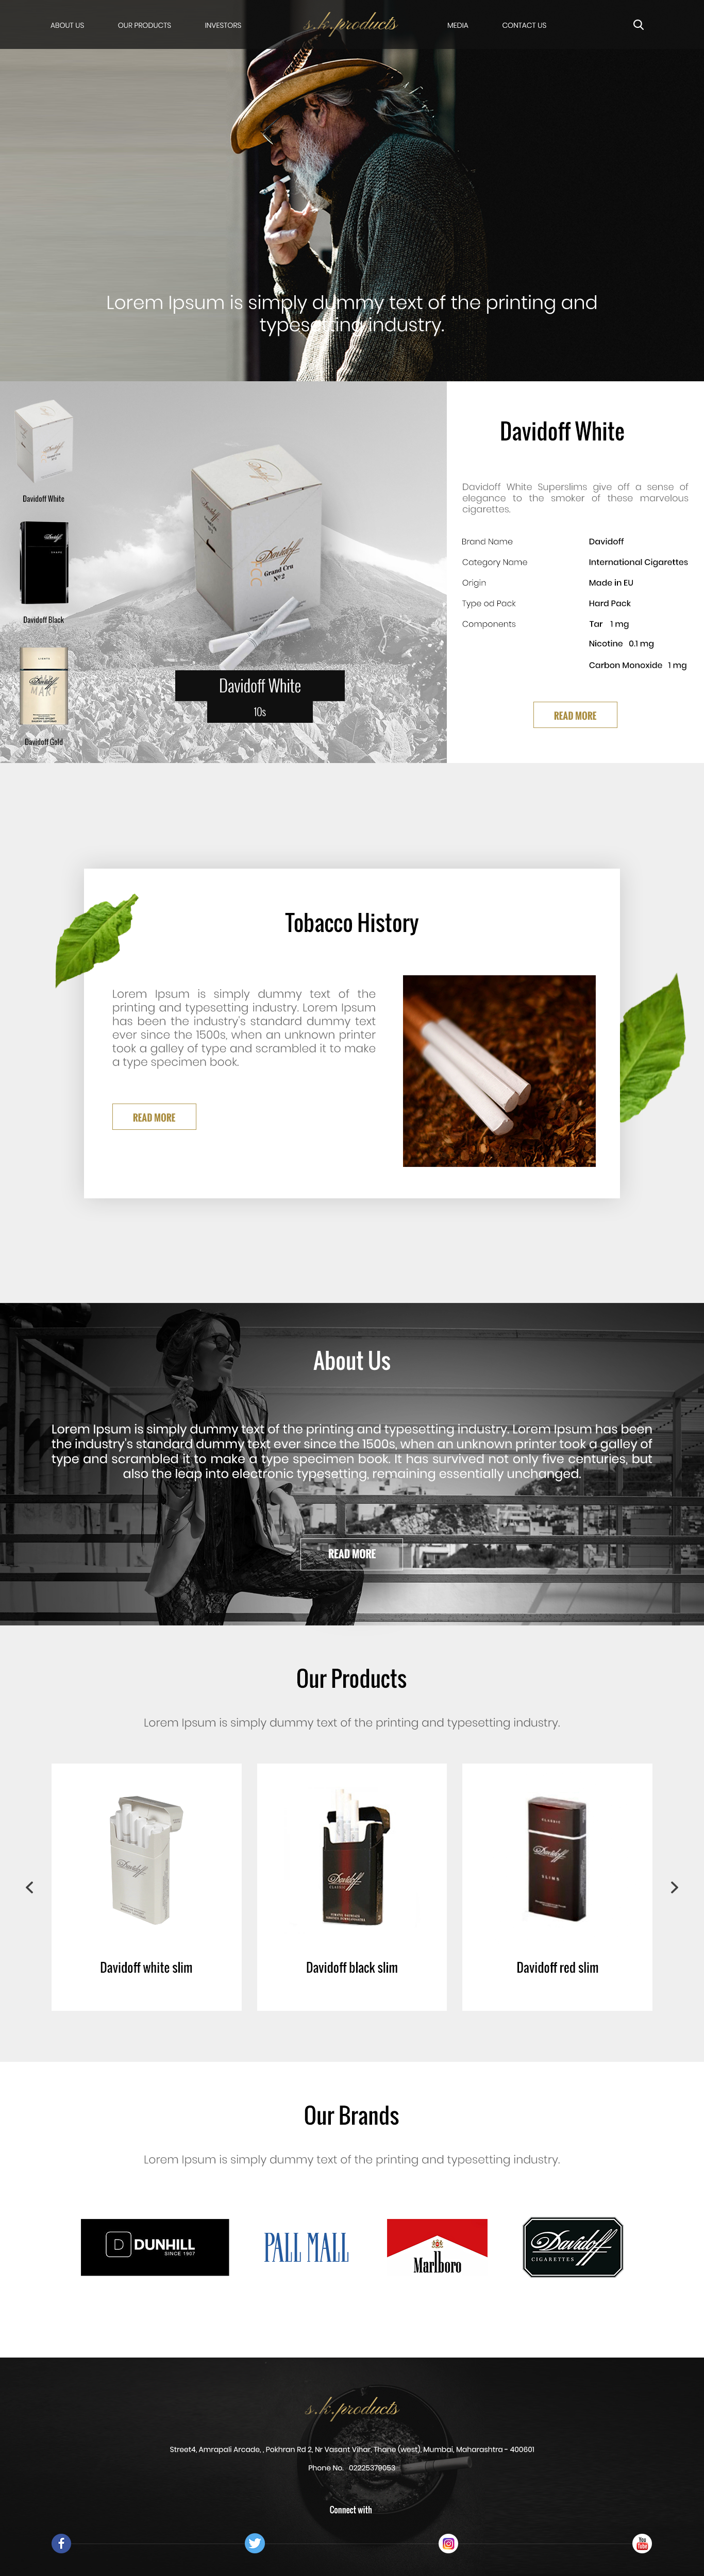 ABOUT US OUR PRODUCTS INVESTORS s.k.products MEDIA CONTACT US
Lorem Ipsum is simply dummy text of the printing and
typesetting industry.
Davidoff White
Davidoff Black
Davidoff Gold
Davidoff
Grand Cru
Nº2
Davidoff White
10s
Davidoff White
Davidoff White Superslims give off a sense of
elegance to the smoker of these marvelous
cigarettes.
Brand Name Davidoff
Category Name International Cigarettes
Origin Made in EU
Type od Pack Hard Pack
Components Tar 1 mg
Nicotine 0.1 mg
Carbon Monoxide 1 mg
READ MORE
Tobacco History
Lorem Ipsum is simply dummy text of the
printing and typesetting industry. Lorem Ipsum
has been the industry's standard dummy text
ever since the 1500s, when an unknown printer
took a galley of type and scrambled it to make
a type specimen book.
READ MORE
About Us
Lorem Ipsum is simply dummy text of the printing and typesetting industry. Lorem Ipsum has been
the industry's standard dummy text ever since the 1500s, when an unknown printer took a galley of
type and scrambled it to make a type specimen book. It has survived not only five centuries, but
also the leap into electronic typesetting, remaining essentially unchanged.
READ MORE
Our Products
Lorem Ipsum is simply dummy text of the printing and typesetting industry.
Davidoff
Davidoff
CLASSIC
CLASSIC
Davidoff
SLIMS
Davidoff white slim
Davidoff black slim
Davidoff red slim
Our Brands
Lorem Ipsum is simply dummy text of the printing and typesetting industry.
D DUNHILL
SINCE 1907
PALL MALL
Marlboro
Davidoff
CIGARETTES
s.k.products
Street4, Amrapali Arcade, , Pokhran Rd 2, Nr Vasant Vihar, Thane (west), Mumbai, Maharashtra - 400601
Phone No. 02225379053
Connect with
You
Tube